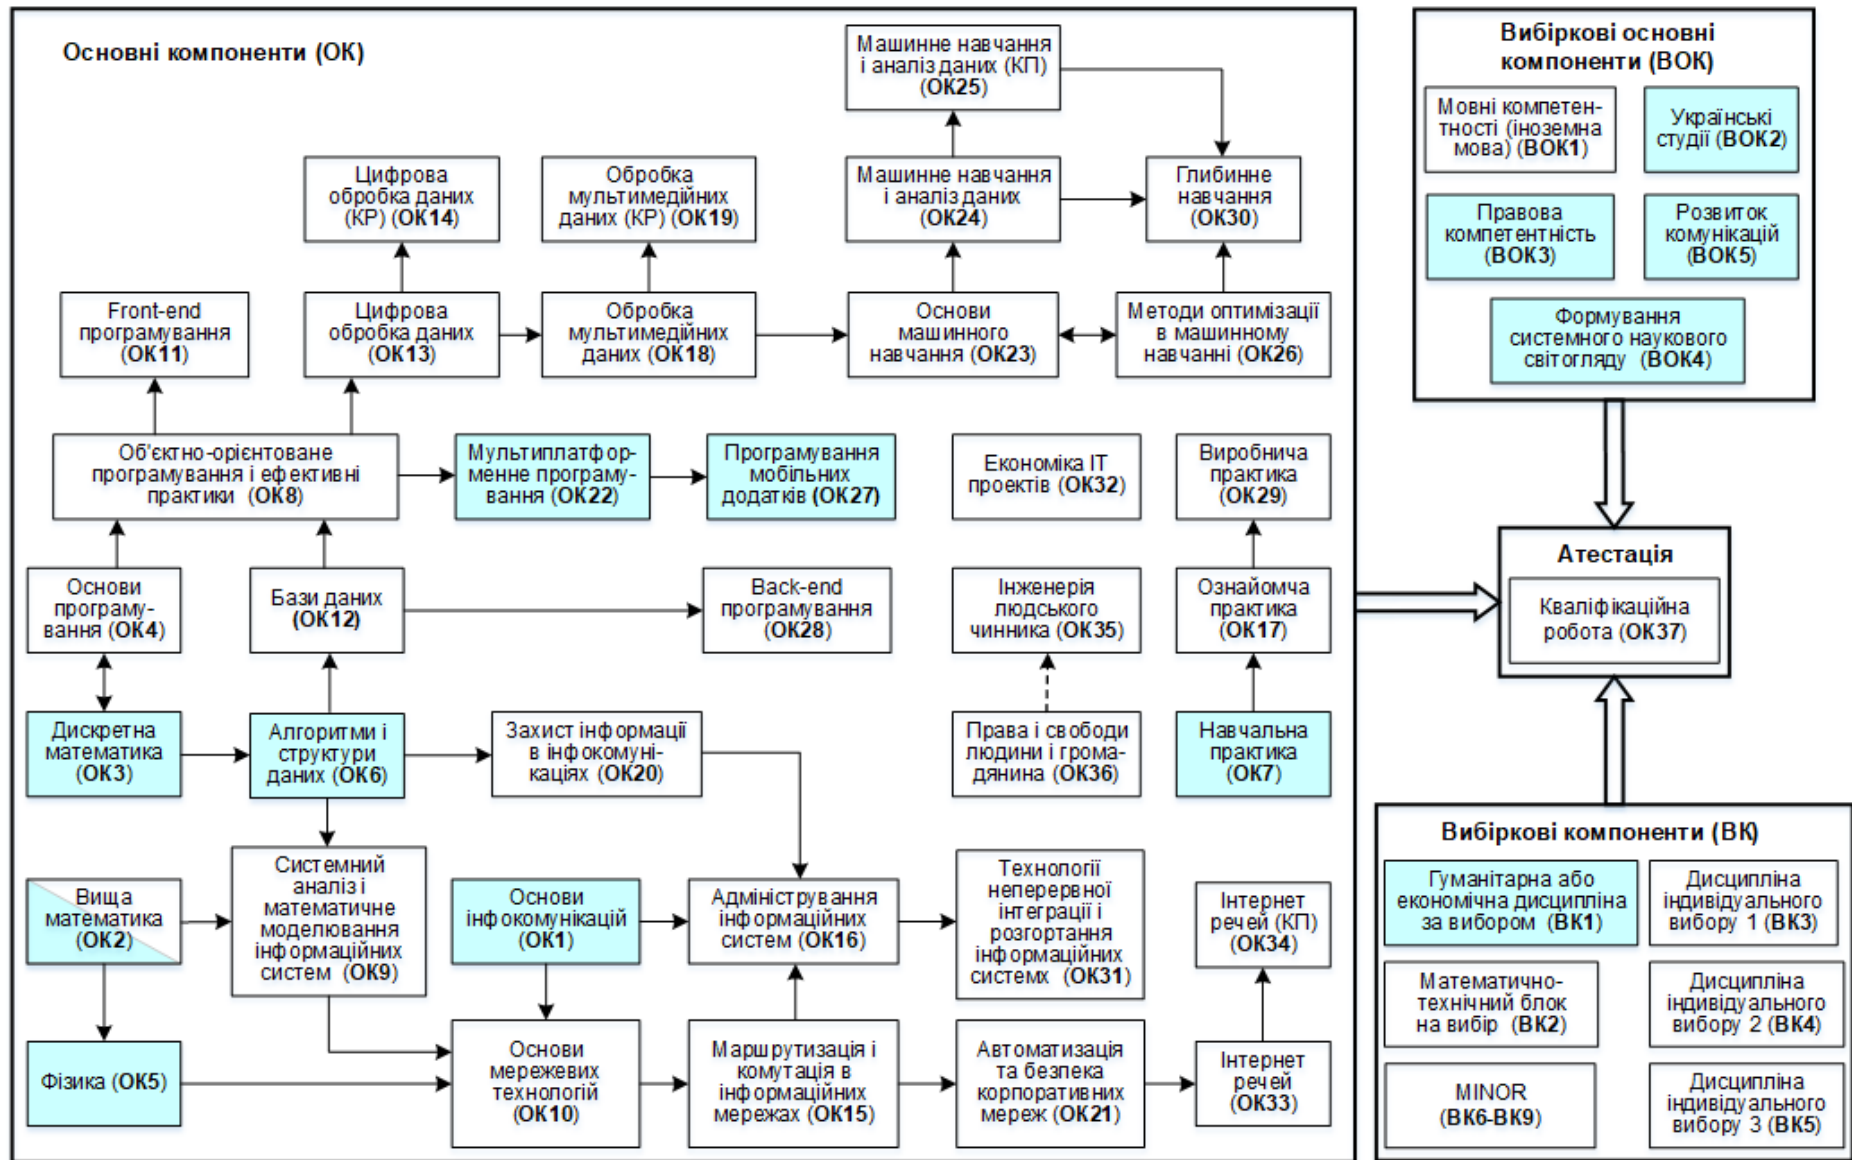 Основні компоненти (ОК)
Машинне навчання
і аналіз даних (КП)
(ОК25)
Цифрова
обробка даних
(КР) (ОК14)
Обробка
мультимедійних
даних (КР) (ОК19)
Машинне навчання
і аналіз даних
(ОК24)
Глибинне
навчання
(ОК30)
Front-end
програмування
(ОК11)
Цифрова
обробка даних
(ОК13)
Обробка
мультимедійних
даних (ОК18)
Основи
машинного
навчання (ОК23)
Методи оптимізації
в машинному
навчанні (ОК26)
Об'єктно-орієнтоване
програмування і ефективні
практики (ОК8)
Мультиплатфор-
менне програму-
вання (ОК22)
Програмування
мобільних
додатків (ОК27)
Економіка ІТ
проектів (ОК32)
Виробнича
практика
(ОК29)
Основи
програму-
вання (ОК4)
Бази даних
(ОК12)
Back-end
програмування
(ОК28)
Інженерія
людського
чинника (ОК35)
Ознайомча
практика
(ОК17)
Дискретна
математика
(ОК3)
Алгоритми і
структури
даних (ОК6)
Захист інформації
в інфокомуні-
каціях (ОК20)
Права і свободи
людини і грома-
дянина (ОК36)
Навчальна
практика
(ОК7)
Вища
математика
(ОК2)
Системний
аналіз і
математичне
моделювання
інформаційних
систем (ОК9)
Основи
інфокомунікацій
(ОК1)
Адміністрування
інформаційних
систем (ОК16)
Технології
неперервної
інтеграції і
розгортання
інформаційних
системх (ОК31)
Інтернет
речей (КП)
(ОК34)
Фізика (ОК5)
Основи
мережевих
технологій
(ОК10)
Маршрутизація і
комутація в
інформаційних
мережах (ОК15)
Автоматизація
та безпека
корпоративних
мереж (ОК21)
Інтернет
речей
(ОК33)
Вибіркові основні
компоненти (ВОК)
Мовні компетен-
тності (іноземна
мова) (ВОК1)
Українські
студії (ВОК2)
Правова
компетентність
(ВОК3)
Розвиток
комунікацій
(ВОК5)
Формування
системного наукового
світогляду (ВОК4)
Атестація
Кваліфікаційна
робота (ОК37)
Вибіркові компоненти (ВК)
Гуманітарна або
економічна дисципліна
за вибором (ВК1)
Дисципліна
індивідуального
вибору 1 (ВК3)
Математично-
технічний блок
на вибір (ВК2)
Дисципліна
індивідуального
вибору 2 (ВК4)
MINOR
(ВК6-ВК9)
Дисципліна
індивідуального
вибору 3 (ВК5)